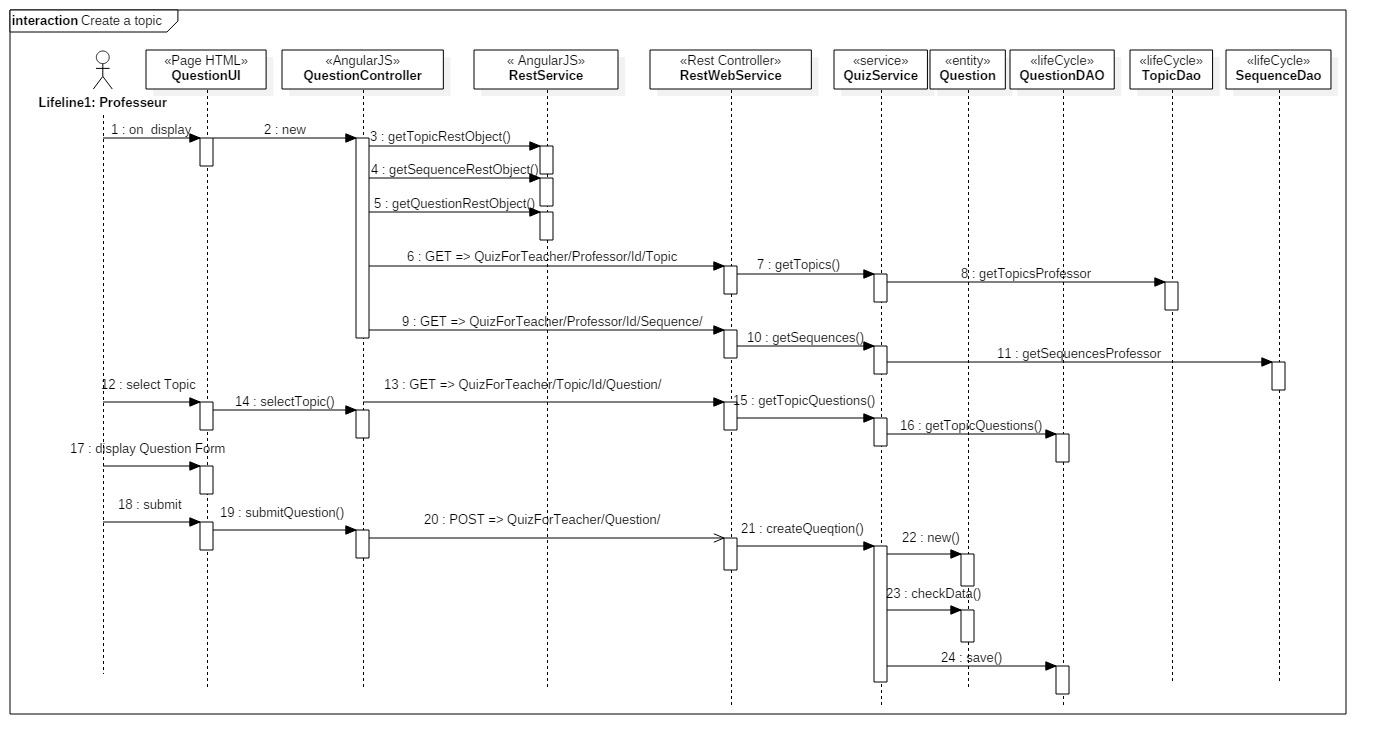 interaction Create a topic
«Page HTML»
QuestionUI
«AngularJS»
QuestionController
« AngularJS»
RestService
«Rest Controller»
RestWebService
«service»
QuizService
«entity»
Question
«lifeCycle»
QuestionDAO
«lifeCycle»
TopicDao
«lifeCycle»
SequenceDao
Lifeline1: Professeur
1 : on display
2 : new
3 : getTopicRestObject()
4 : getSequenceRestObject()
5 : getQuestionRestObject()
6 : GET => QuizForTeacher/Professor/Id/Topic
7 : getTopics()
8 : getTopicsProfessor
9 : GET => QuizForTeacher/Professor/Id/Sequence/
10 : getSequences()
11 : getSequencesProfessor
12 : select Topic
13 : GET => QuizForTeacher/Topic/Id/Question/
14 : selectTopic()
15 : getTopicQuestions()
16 : getTopicQuestions()
17 : display Question Form
18 : submit
19 : submitQuestion()
20 : POST => QuizForTeacher/Question/
21 : createQueqtion()
22 : new()
23 : checkData()
24 : save()